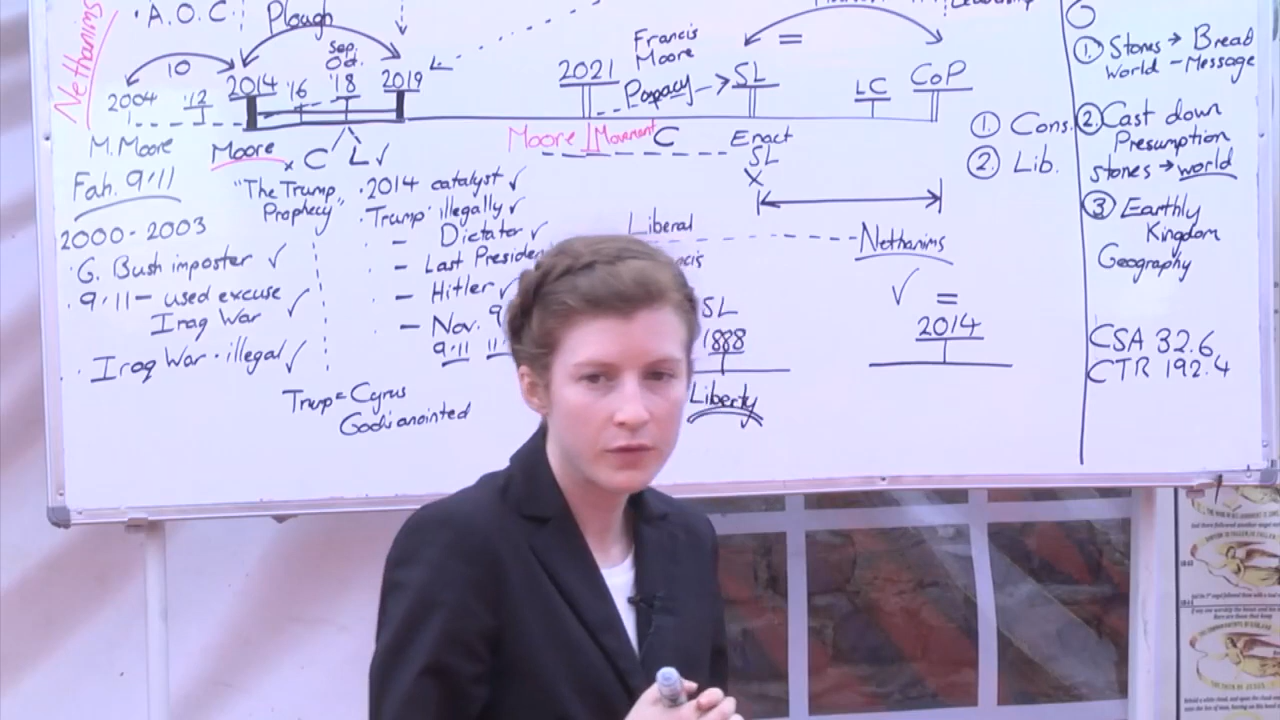 Nethanims
· A.O.C.
Plough
Leadership
10
Sep.
Oct.
2004
'12
2014
'16
'18
2019
M. Moore
Fah. 9·11
2000 - 2003
· G. Bush imposter ✓
· 9·11 - used excuse
Iraq War ✓
· Iraq War · illegal ✓
Moore
x C
L ✓
"The Trump
Prophecy"
· 2014 catalyst ✓
· Trump illegally ✓
- Dictator ✓
- Last President
- Hitler ✓
- Nov. 9
9·11
Trump = Cyrus
God's anointed
Francis
Moore
2021
Papacy → SL
=
LC
CoP
Moore
Movement
C
Enact
SL
X
Liberal
Nethanims
SL
1888
Liberty
✓ =
2014
① Cons.
② Lib.
① Stones → Bread
World - Message
② Cast down
Presumption
stones → world
③ Earthly
Kingdom
Geography
CSA 32.6
CTR 192.4